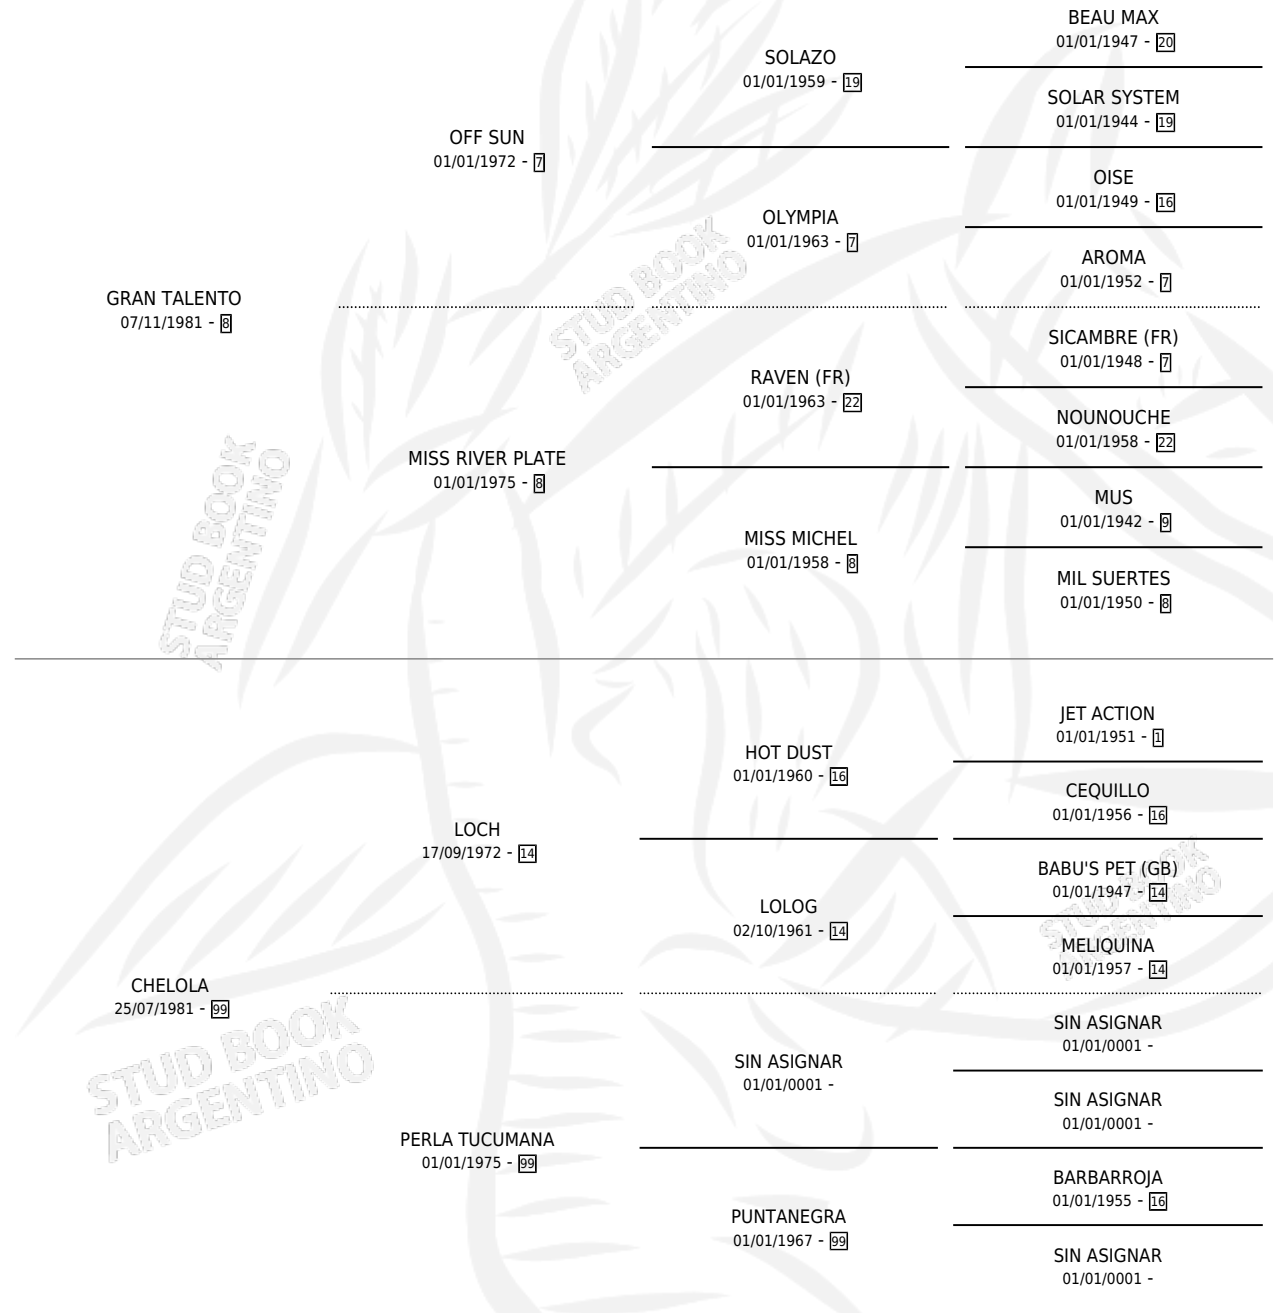 BEAU MAX
01/01/1947 - 20
SOLAZO
01/01/1959 - 19
SOLAR SYSTEM
01/01/1944 - 19
OFF SUN
01/01/1972 - 7
OISE
01/01/1949 - 16
OLYMPIA
01/01/1963 - 7
AROMA
01/01/1952 - 7
GRAN TALENTO
07/11/1981 - 8
SICAMBRE (FR)
01/01/1948 - 7
RAVEN (FR)
01/01/1963 - 22
NOUNOUCHE
01/01/1958 - 22
MISS RIVER PLATE
01/01/1975 - 8
MUS
01/01/1942 - 9
MISS MICHEL
01/01/1958 - 8
MIL SUERTES
01/01/1950 - 8
JET ACTION
01/01/1951 - 1
HOT DUST
01/01/1960 - 16
CEQUILLO
01/01/1956 - 16
LOCH
17/09/1972 - 14
BABU'S PET (GB)
01/01/1947 - 14
LOLOG
02/10/1961 - 14
MELIQUINA
01/01/1957 - 14
CHELOLA
25/07/1981 - 99
SIN ASIGNAR
01/01/0001 -
SIN ASIGNAR
01/01/0001 -
SIN ASIGNAR
01/01/0001 -
PERLA TUCUMANA
01/01/1975 - 99
BARBARROJA
01/01/1955 - 16
PUNTANEGRA
01/01/1967 - 99
SIN ASIGNAR
01/01/0001 -
STUD BOOK
ARGENTINO
STUD BOOK
ARGENTINO
STUD BOOK
ARGENTINO
STUD BOOK
ARGENTINO